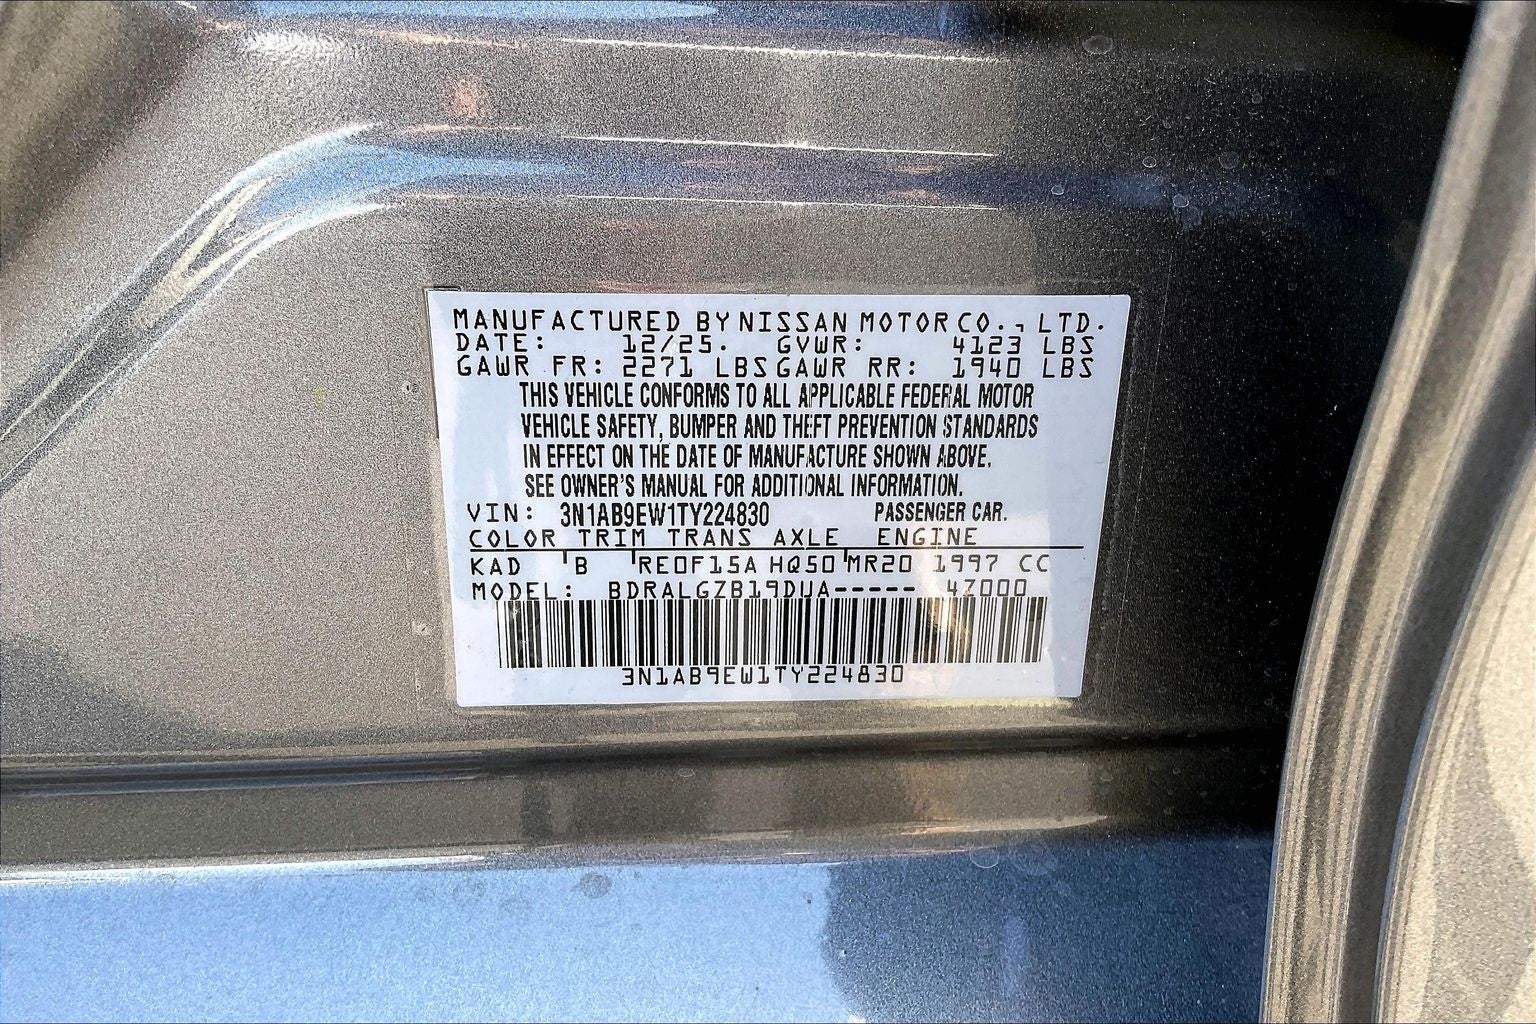 MANUFACTURED BY NISSAN MOTOR CO., LTD.
DATE: 12/25. GVWR: 4123 LBS
GAWR FR: 2271 LBS GAWR RR: 1940 LBS
THIS VEHICLE CONFORMS TO ALL APPLICABLE FEDERAL MOTOR
VEHICLE SAFETY, BUMPER AND THEFT PREVENTION STANDARDS
IN EFFECT ON THE DATE OF MANUFACTURE SHOWN ABOVE.
SEE OWNER'S MANUAL FOR ADDITIONAL INFORMATION.
VIN: 3N1AB9EW1TY224830 PASSENGER CAR.
COLOR TRIM TRANS AXLE ENGINE
KAD B RE0F15A HQ50 MR20 1997 CC
MODEL: BDRALGZB19DUA----- 4Z000
3N1AB9EW1TY224830